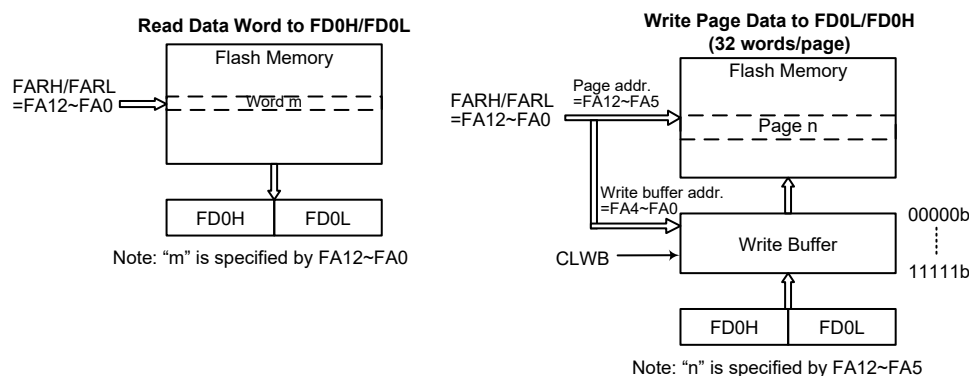 Read Data Word to FD0H/FD0L
Flash Memory
FARH/FARL
=FA12~FA0
Word m
FD0H
FD0L
Note: “m” is specified by FA12~FA0
Write Page Data to FD0L/FD0H
(32 words/page)
Flash Memory
Page addr.
=FA12~FA5
FARH/FARL
=FA12~FA0
Page n
Write buffer addr.
=FA4~FA0
00000b
Write Buffer
CLWB
11111b
FD0H
FD0L
Note: “n” is specified by FA12~FA5